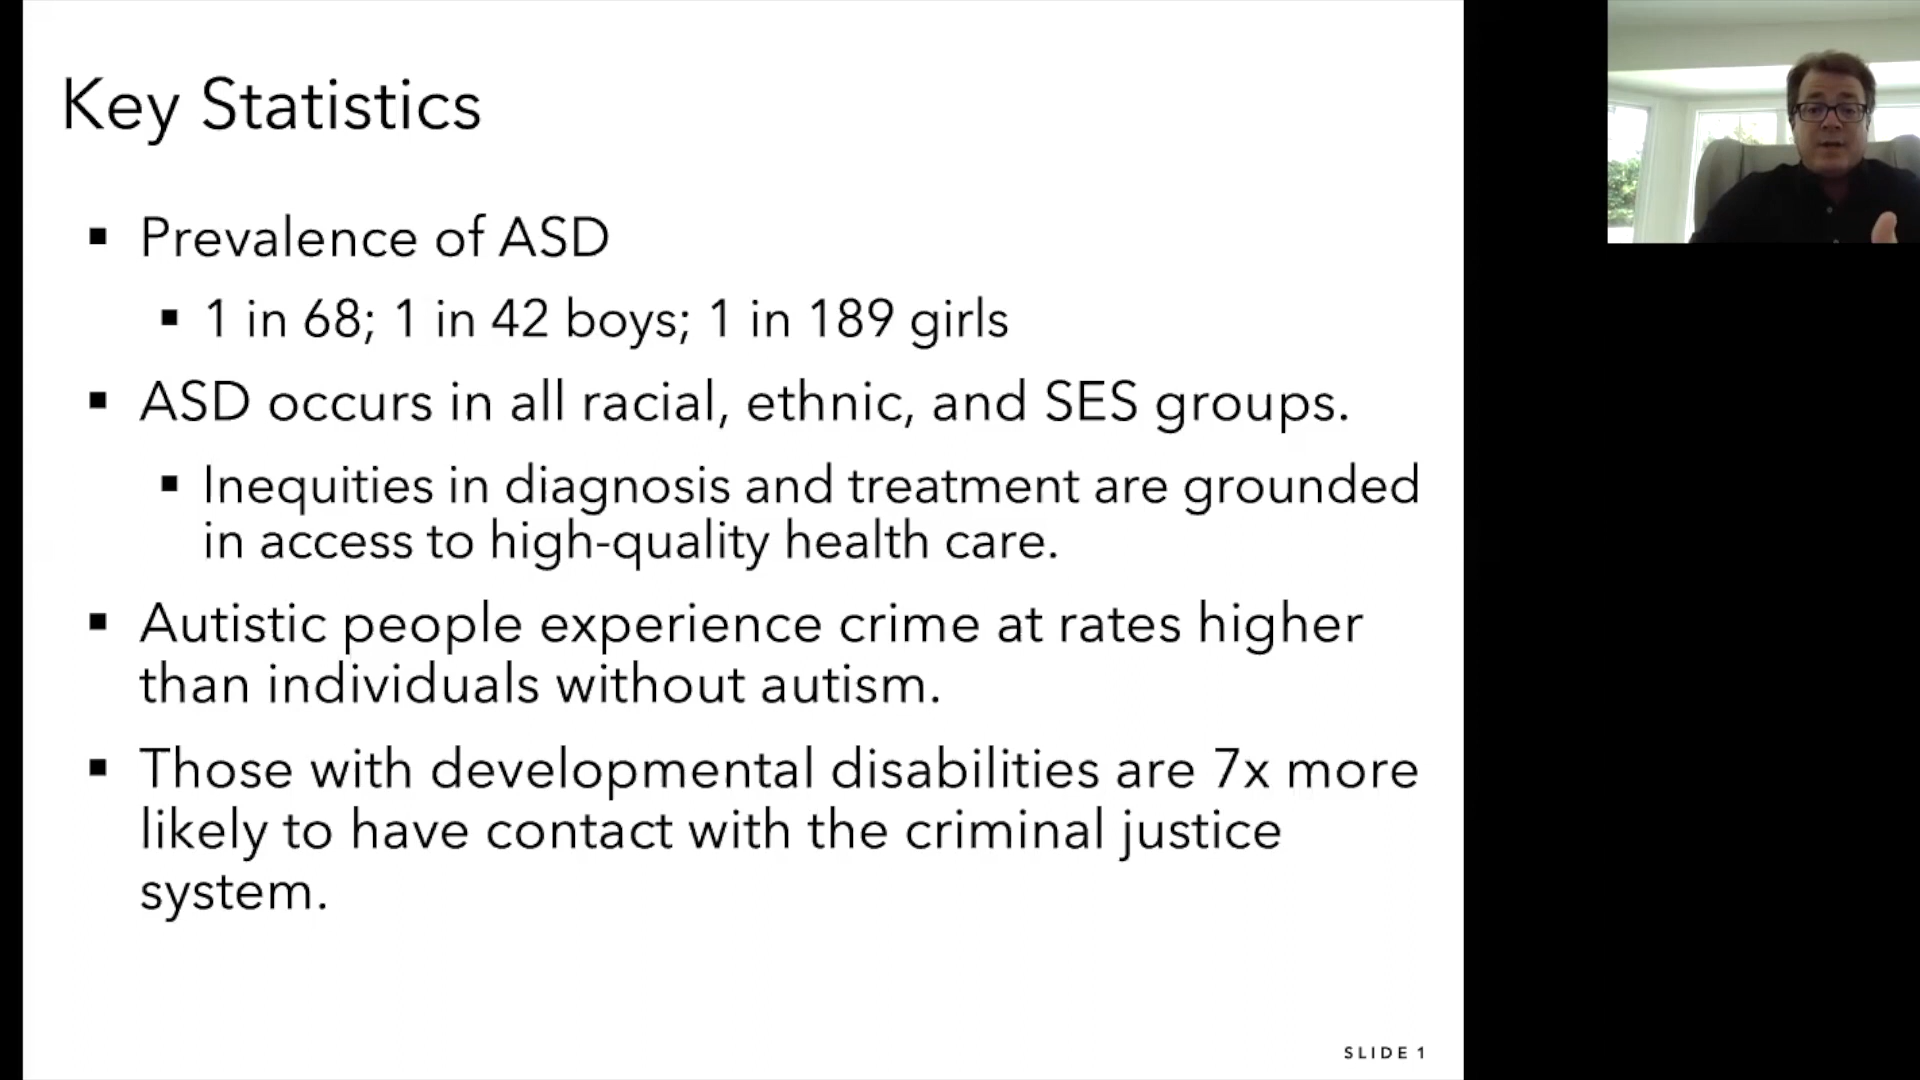 Key Statistics
▪ Prevalence of ASD
▪ 1 in 68; 1 in 42 boys; 1 in 189 girls
▪ ASD occurs in all racial, ethnic, and SES groups.
▪ Inequities in diagnosis and treatment are grounded
in access to high-quality health care.
▪ Autistic people experience crime at rates higher
than individuals without autism.
▪ Those with developmental disabilities are 7x more
likely to have contact with the criminal justice
system.
SLIDE 1